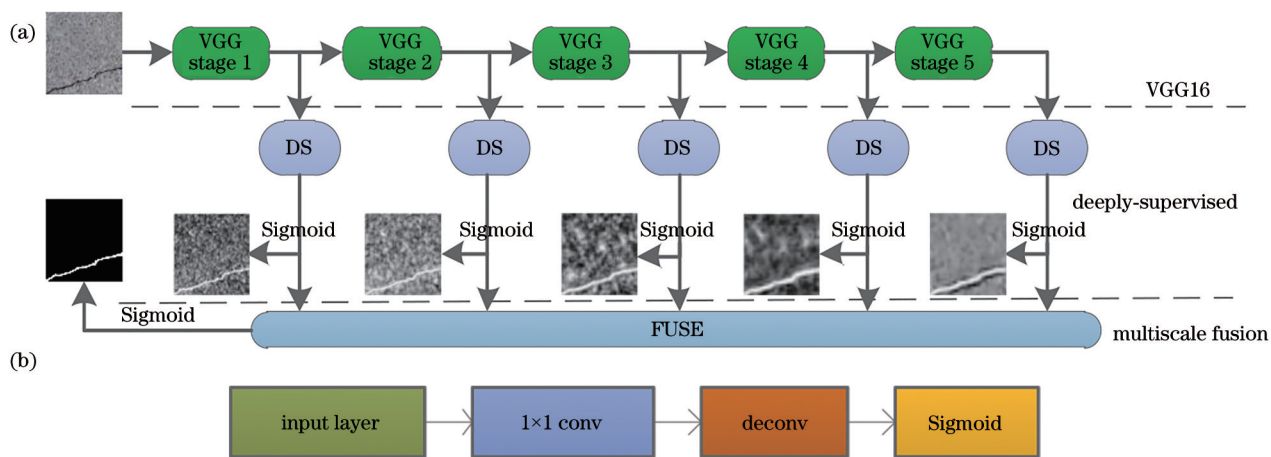 (a)
VGG
stage 1
VGG
stage 2
VGG
stage 3
VGG
stage 4
VGG
stage 5
VGG16
DS
DS
DS
DS
DS
deeply-supervised
Sigmoid
Sigmoid
Sigmoid
Sigmoid
Sigmoid
Sigmoid
FUSE
multiscale fusion
(b)
input layer
1×1 conv
deconv
Sigmoid